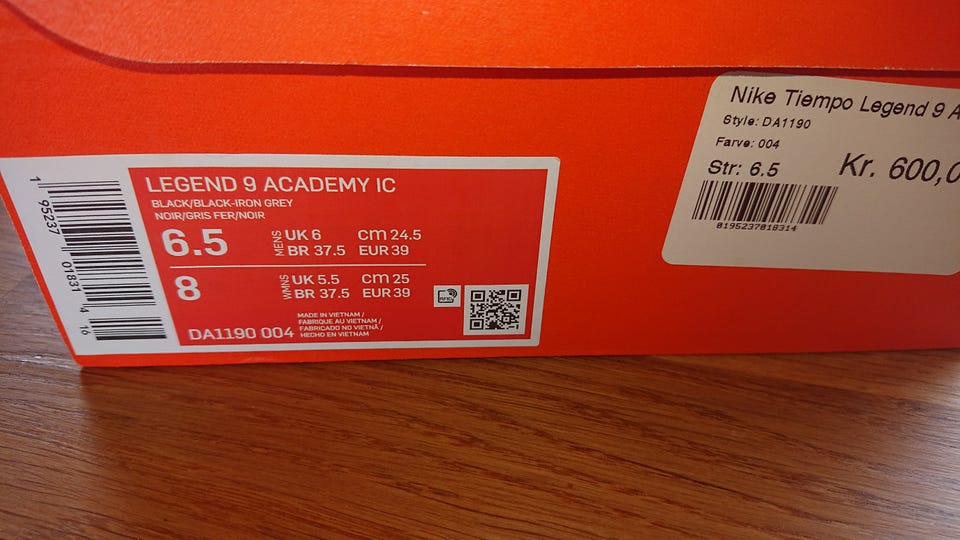 LEGEND 9 ACADEMY IC
BLACK/BLACK-IRON GREY
NOIR/GRIS FER/NOIR
6.5 MENS UK 6 cm 24.5
BR 37.5 EUR 39
8 WMNS UK 5.5 cm 25
BR 37.5 EUR 39
DA1190 004
MADE IN VIETNAM /
FABRIQUE AU VIETNAM /
FABRICADO NO VIETNÃ /
HECHO EN VIETNAM
RFID
1 95237 01831 4 10
Nike Tiempo Legend 9 A
Style: DA1190
Farve: 004
Str: 6.5 Kr. 600,0
0195237018314